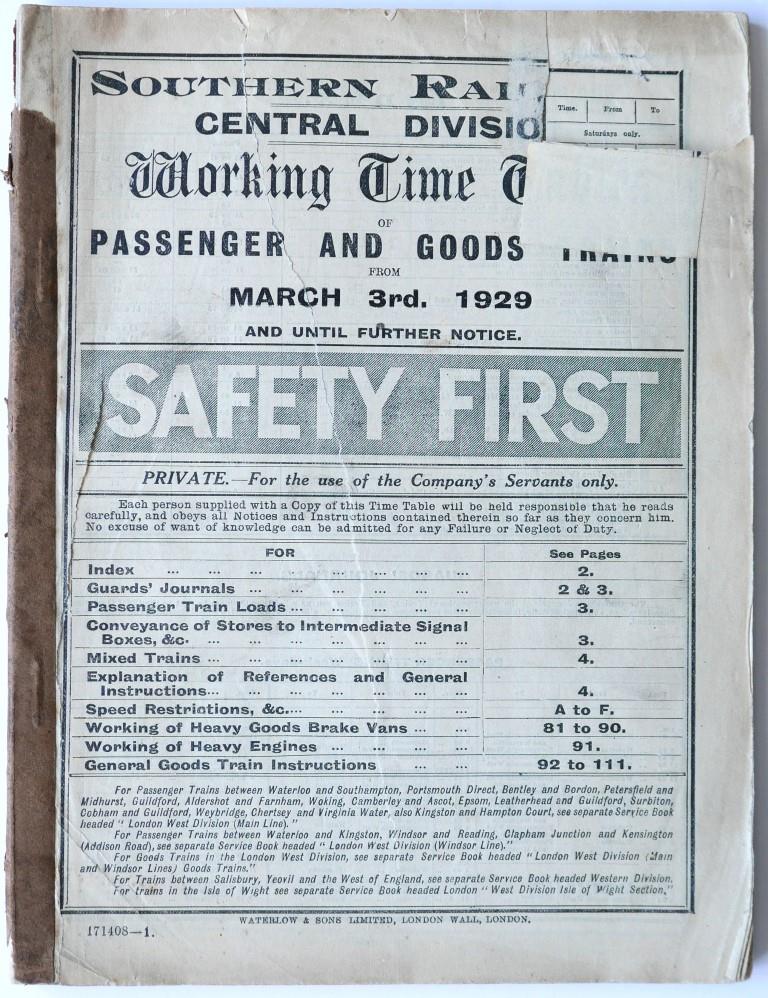 SOUTHERN RAI
CENTRAL DIVISIO
Working Time T
Time. From To
Saturdays only.
OF
PASSENGER AND GOODS TRAINS
FROM
MARCH 3rd. 1929
AND UNTIL FURTHER NOTICE.
SAFETY FIRST
PRIVATE.—For the use of the Company's Servants only.
Each person supplied with a Copy of this Time Table will be held responsible that he reads
carefully, and obeys all Notices and Instructions contained therein so far as they concern him.
No excuse of want of knowledge can be admitted for any Failure or Neglect of Duty.
FOR See Pages
Index ... ... ... ... ... ... ... 2.
Guards' Journals ... ... ... ... ... ... 2 & 3.
Passenger Train Loads ... ... ... ... ... 3.
Conveyance of Stores to Intermediate Signal
Boxes, &c. ... ... ... ... ... ... 3.
Mixed Trains ... ... ... ... ... ... 4.
Explanation of References and General
Instructions... ... ... ... ... ... 4.
Speed Restrictions, &c.... ... ... ... ... A to F.
Working of Heavy Goods Brake Vans ... ... 81 to 90.
Working of Heavy Engines ... ... ... ... 91.
General Goods Train Instructions ... ... 92 to 111.
For Passenger Trains between Waterloo and Southampton, Portsmouth Direct, Bentley and Bordon, Petersfield and
Midhurst, Guildford, Aldershot and Farnham, Woking, Camberley and Ascot, Epsom, Leatherhead and Guildford, Surbiton,
Cobham and Guildford, Weybridge, Chertsey and Virginia Water, also Kingston and Hampton Court, see separate Service Book
headed "London West Division (Main Line)."
For Passenger Trains between Waterloo and Kingston, Windsor and Reading, Clapham Junction and Kensington
(Addison Road), see separate Service Book headed "London West Division (Windsor Line)."
For Goods Trains in the London West Division, see separate Service Book headed "London West Division (Main
and Windsor Lines) Goods Trains."
For Trains between Salisbury, Yeovil and the West of England, see separate Service Book headed Western Division.
For trains in the Isle of Wight see separate Service Book headed London "West Division Isle of Wight Section."
WATERLOW & SONS LIMITED, LONDON WALL, LONDON.
171408—1.